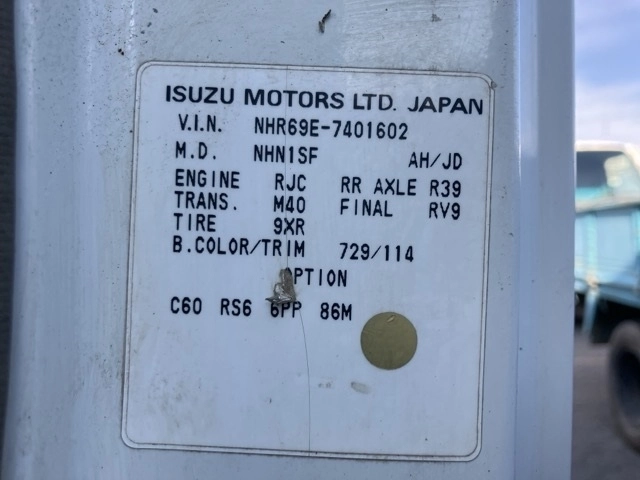 ISUZU MOTORS LTD. JAPAN
V.I.N. NHR69E-7401602
M.D. NHN1SF AH/JD
ENGINE RJC RR AXLE R39
TRANS. M40 FINAL RV9
TIRE 9XR
B.COLOR/TRIM 729/114
OPTION
C60 RS6 6PP 86M